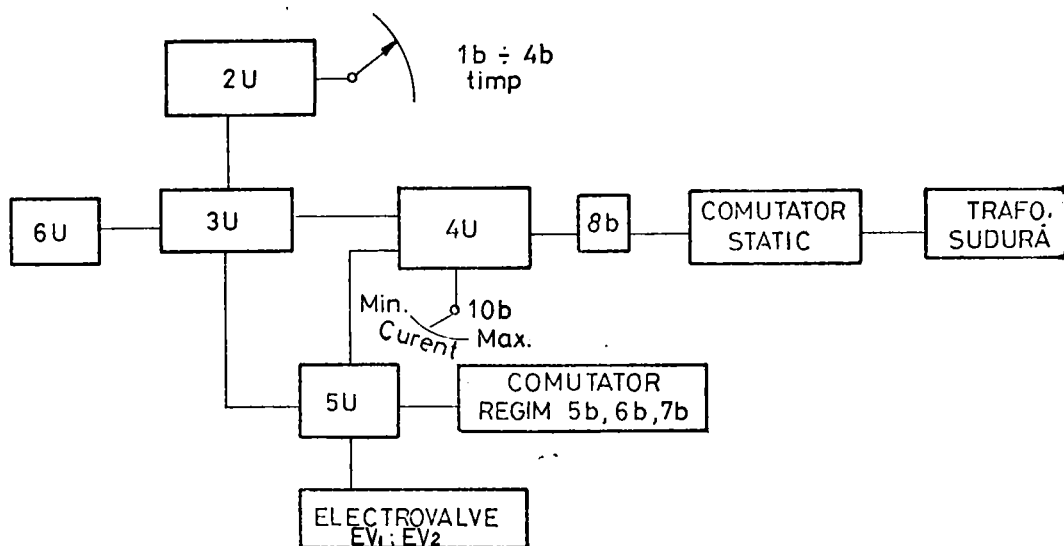 2U
1b ÷ 4b
timp
6U
3U
4U
8b
COMUTATOR
STATIC
TRAFO.
SUDURĂ
Min.
10b
Curent
Max.
5U
COMUTATOR
REGIM 5b, 6b, 7b
ELECTROVALVE
EV1; EV2